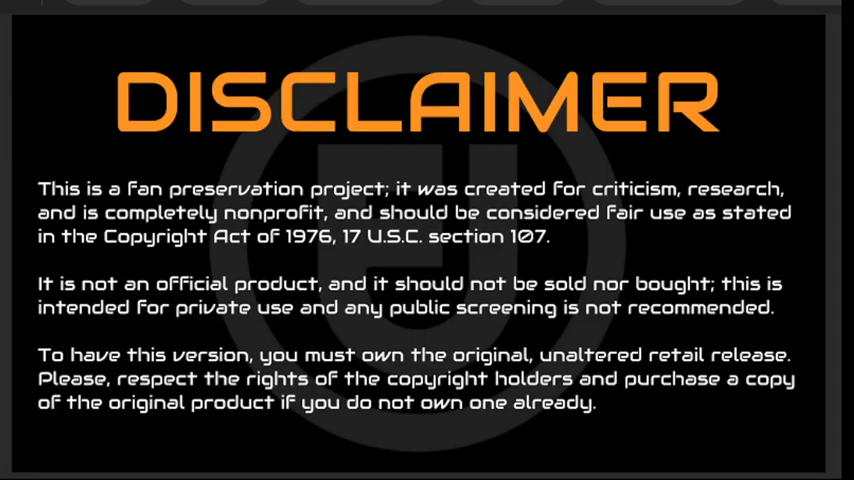 DISCLAIMER
This is a fan preservation project; it was created for criticism, research,
and is completely nonprofit, and should be considered fair use as stated
in the Copyright Act of 1976, 17 U.S.C. section 107.
It is not an official product, and it should not be sold nor bought; this is
intended for private use and any public screening is not recommended.
To have this version, you must own the original, unaltered retail release.
Please, respect the rights of the copyright holders and purchase a copy
of the original product if you do not own one already.